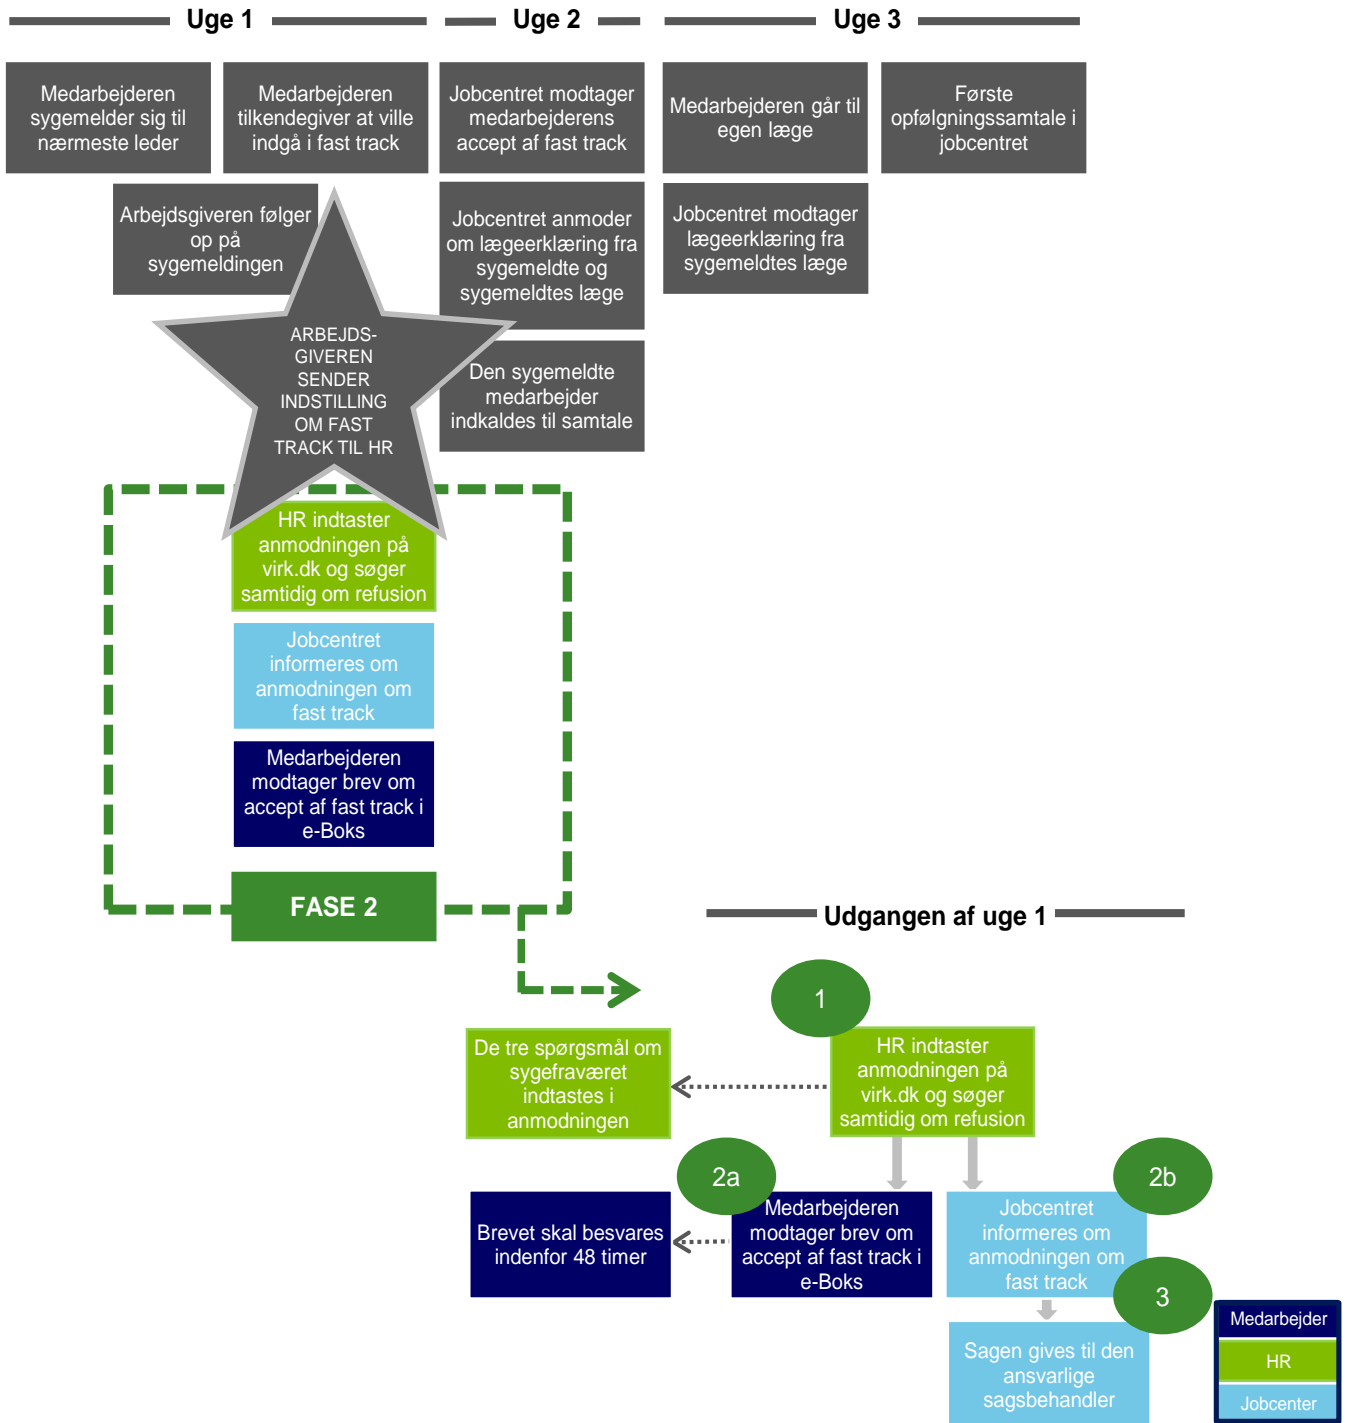 Uge 1
Uge 2
Uge 3
Medarbejderen
sygemelder sig til
nærmeste leder
Medarbejderen
tilkendegiver at ville
indgå i fast track
Jobcentret modtager
medarbejderens
accept af fast track
Medarbejderen går til
egen læge
Første
opfølgningssamtale i
jobcentret
Arbejdsgiveren følger
op på
sygemeldingen
Jobcentret anmoder
om lægeerklæring fra
sygemeldte og
sygemeldtes læge
Jobcentret modtager
lægeerklæring fra
sygemeldtes læge
ARBEJDS-
GIVEREN
SENDER
INDSTILLING
OM FAST
TRACK TIL HR
Den sygemeldte
medarbejder
indkaldes til samtale
HR indtaster
anmodningen på
virk.dk og søger
samtidig om refusion
Jobcentret
informeres om
anmodningen om
fast track
Medarbejderen
modtager brev om
accept af fast track i
e-Boks
FASE 2
Udgangen af uge 1
1
De tre spørgsmål om
sygefraværet
indtastes i
anmodningen
HR indtaster
anmodningen på
virk.dk og søger
samtidig om refusion
2a
2b
Brevet skal besvares
indenfor 48 timer
Medarbejderen
modtager brev om
accept af fast track i
e-Boks
Jobcentret
informeres om
anmodningen om
fast track
3
Sagen gives til den
ansvarlige
sagsbehandler
Medarbejder
HR
Jobcenter